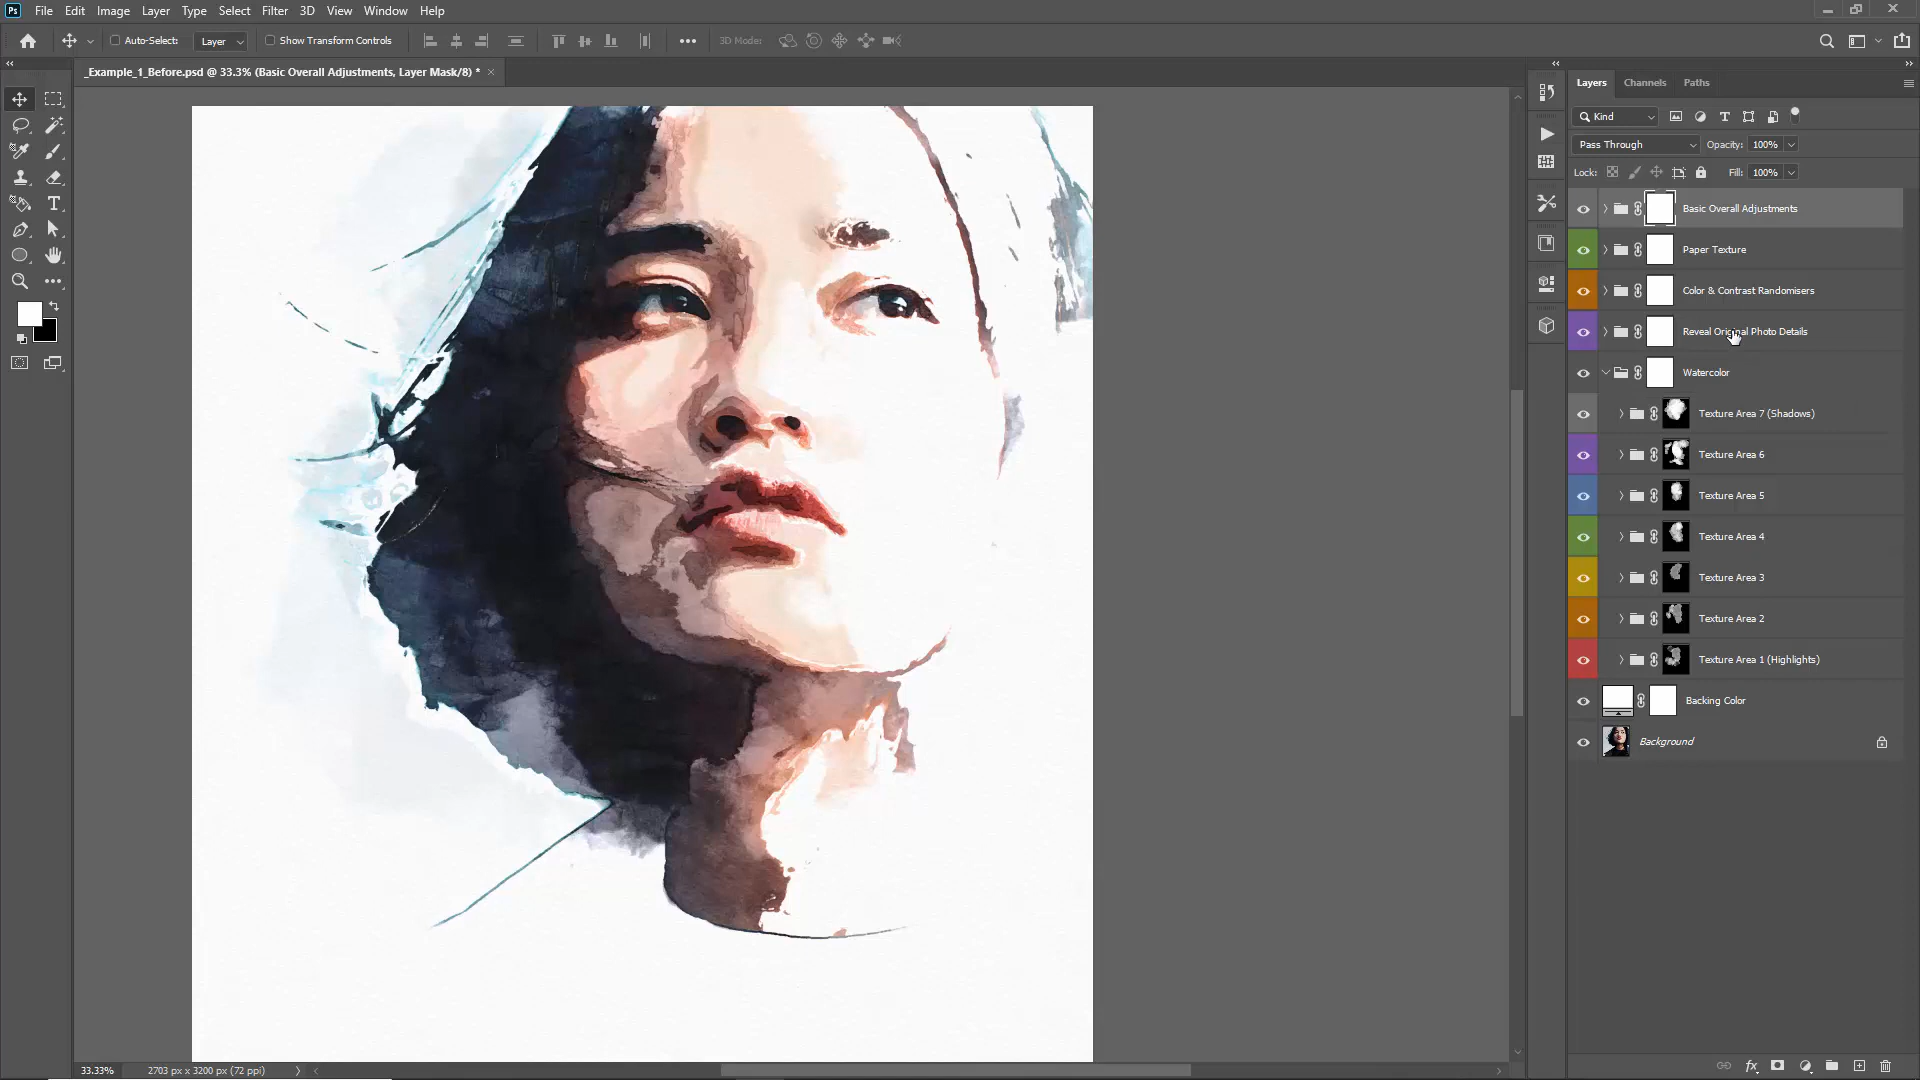 Ps File Edit Image Layer Type Select Filter 3D View Window Help
Auto-Select: Layer Show Transform Controls 3D Mode:
_Example_1_Before.psd @ 33.3% (Basic Overall Adjustments, Layer Mask/8) *
Layers Channels Paths
Kind
Pass Through Opacity: 100%
Lock: Fill: 100%
Basic Overall Adjustments
Paper Texture
Color & Contrast Randomisers
Reveal Original Photo Details
Watercolor
Texture Area 7 (Shadows)
Texture Area 6
Texture Area 5
Texture Area 4
Texture Area 3
Texture Area 2
Texture Area 1 (Highlights)
Backing Color
Background
33.33% 2703 px x 3200 px (72 ppi)